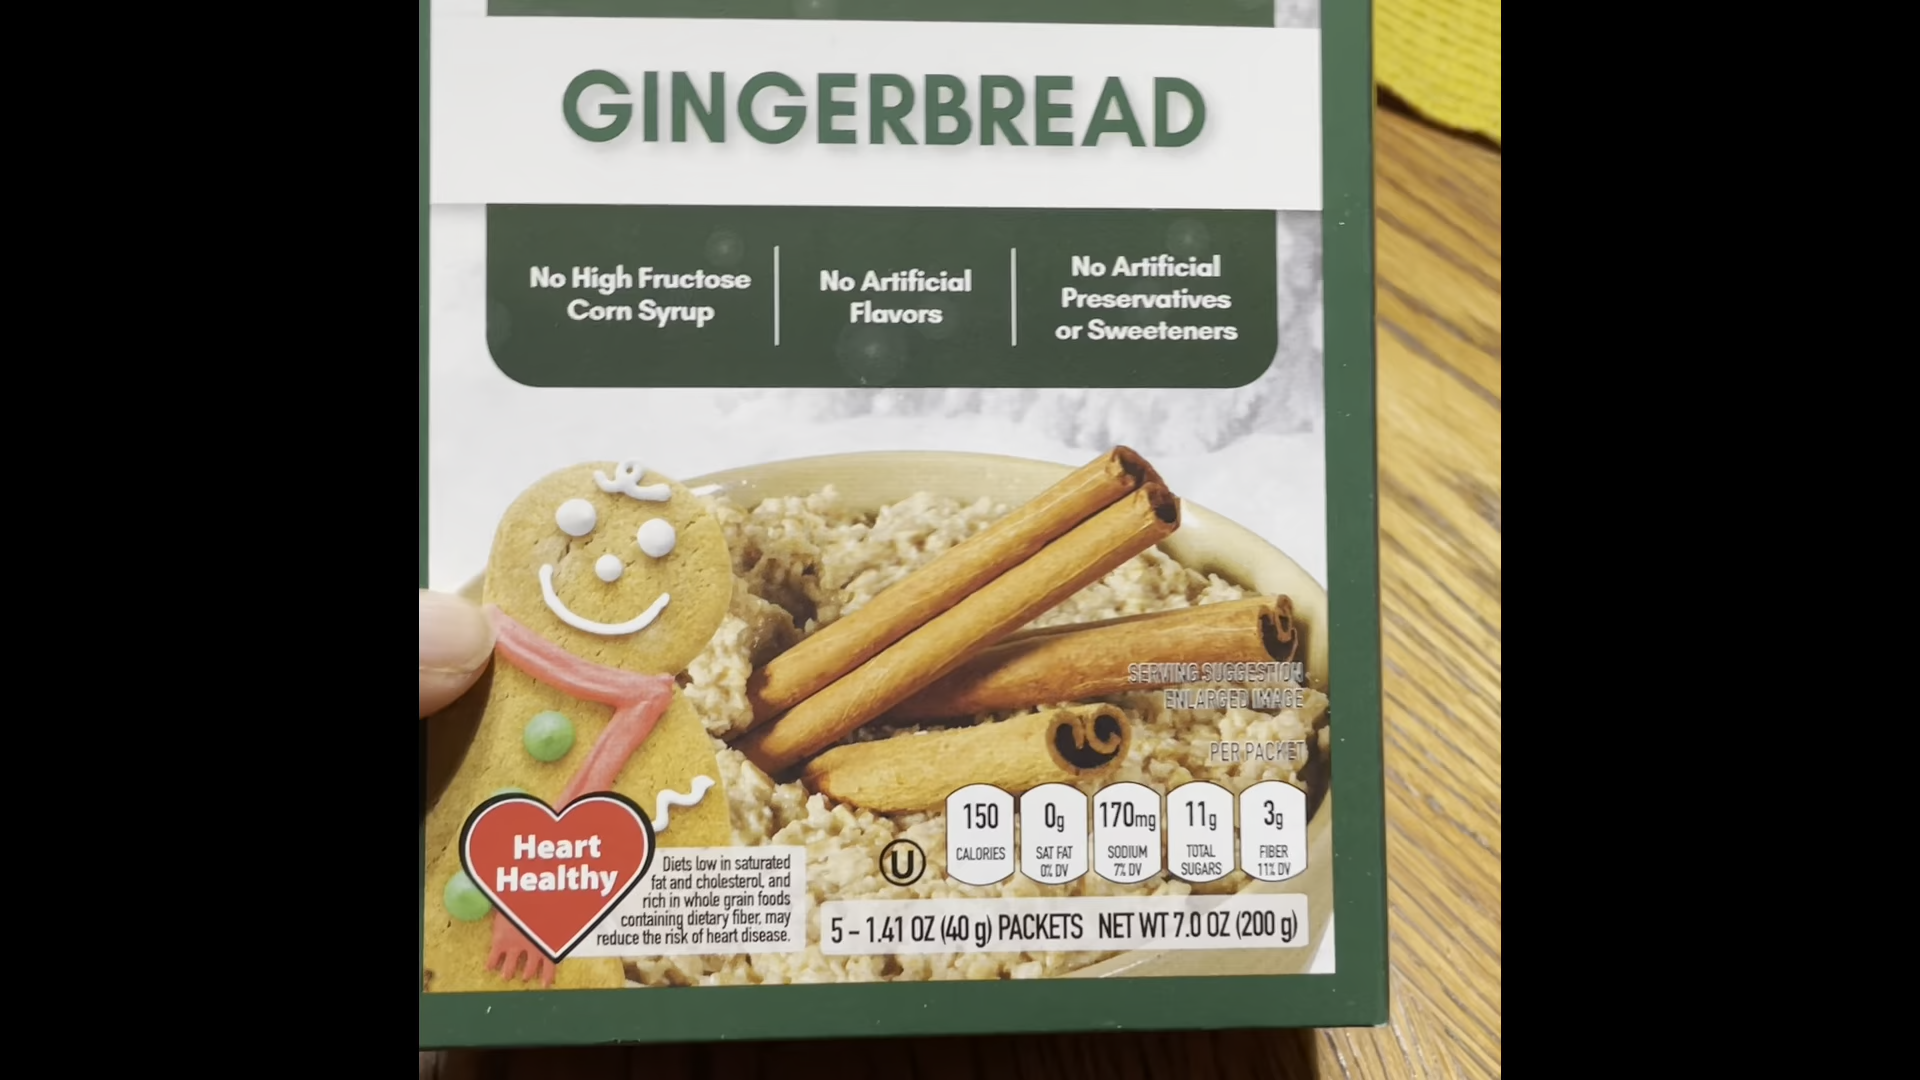 GINGERBREAD
No High Fructose
Corn Syrup
No Artificial
Flavors
No Artificial
Preservatives
or Sweeteners
SERVING SUGGESTION
ENLARGED IMAGE
PER PACKET
150
CALORIES
0g
SAT FAT
0% DV
170mg
SODIUM
7% DV
11g
TOTAL
SUGARS
3g
FIBER
11% DV
U
Heart
Healthy
Diets low in saturated
fat and cholesterol, and
rich in whole grain foods
containing dietary fiber, may
reduce the risk of heart disease.
5 – 1.41 OZ (40 g) PACKETS NET WT 7.0 OZ (200 g)